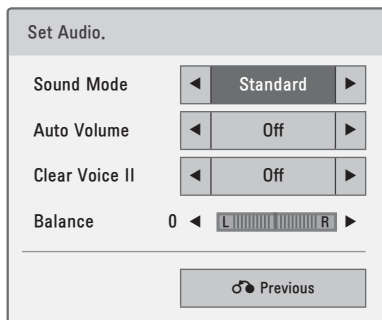 Set Audio.
Sound Mode ◀ Standard ▶
Auto Volume ◀ Off ▶
Clear Voice II ◀ Off ▶
Balance 0 ◀ L R ▶
Previous